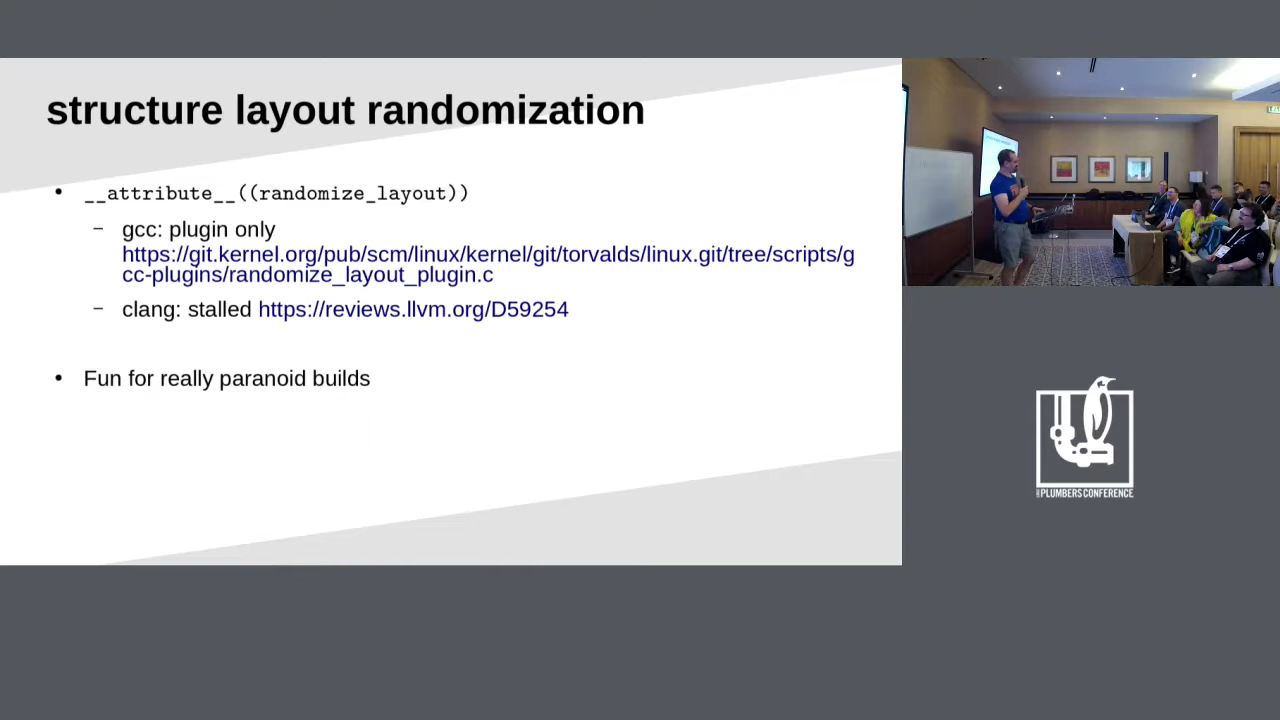 structure layout randomization
• __attribute__((randomize_layout))
– gcc: plugin only
https://git.kernel.org/pub/scm/linux/kernel/git/torvalds/linux.git/tree/scripts/g
cc-plugins/randomize_layout_plugin.c
– clang: stalled https://reviews.llvm.org/D59254
• Fun for really paranoid builds
PLUMBERS CONFERENCE